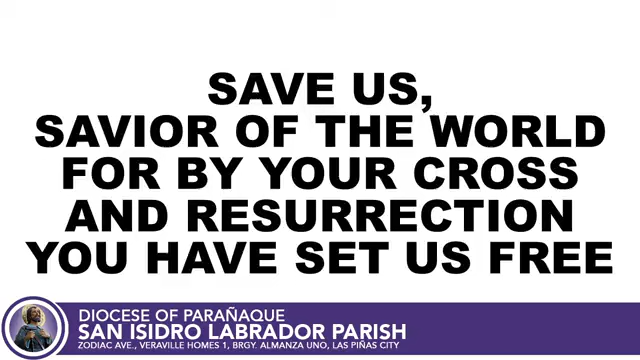 SAVE US,
SAVIOR OF THE WORLD
FOR BY YOUR CROSS
AND RESURRECTION
YOU HAVE SET US FREE
DIOCESE OF PARAÑAQUE
SAN ISIDRO LABRADOR PARISH
ZODIAC AVE., VERAVILLE HOMES 1, BRGY. ALMANZA UNO, LAS PIÑAS CITY